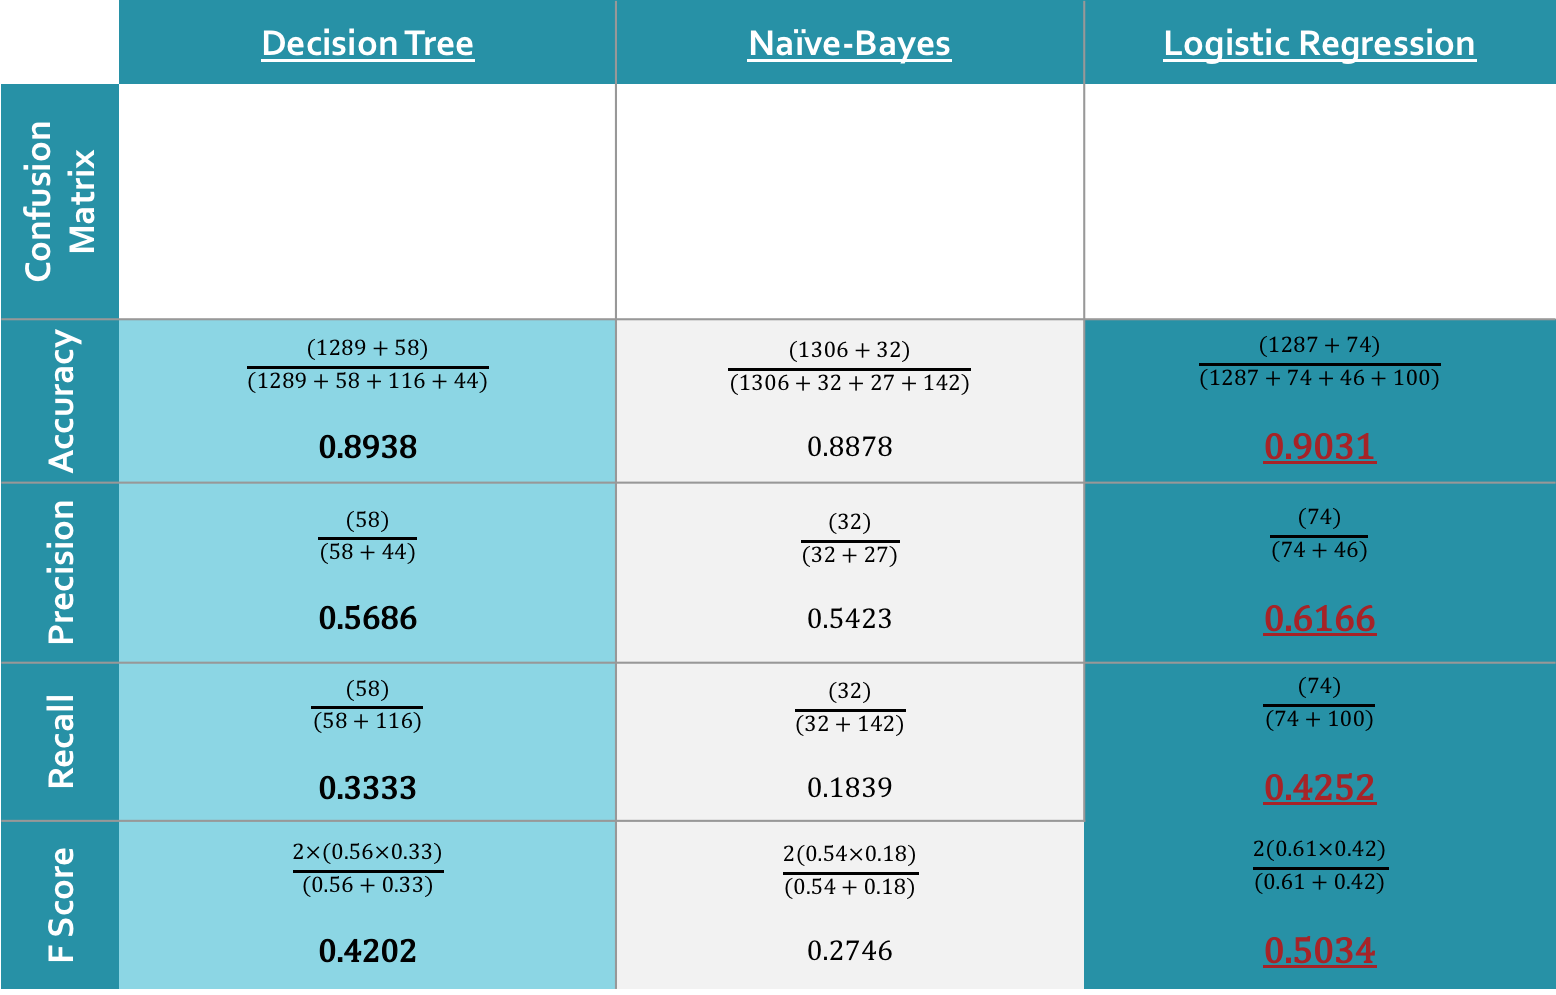 Decision Tree
Naïve-Bayes
Logistic Regression
Confusion
Matrix
Accuracy
(1289 + 58)
(1289 + 58 + 116 + 44)
0.8938
(1306 + 32)
(1306 + 32 + 27 + 142)
0.8878
(1287 + 74)
(1287 + 74 + 46 + 100)
0.9031
Precision
(58)
(58 + 44)
0.5686
(32)
(32 + 27)
0.5423
(74)
(74 + 46)
0.6166
Recall
(58)
(58 + 116)
0.3333
(32)
(32 + 142)
0.1839
(74)
(74 + 100)
0.4252
F Score
2×(0.56×0.33)
(0.56 + 0.33)
0.4202
2(0.54×0.18)
(0.54 + 0.18)
0.2746
2(0.61×0.42)
(0.61 + 0.42)
0.5034